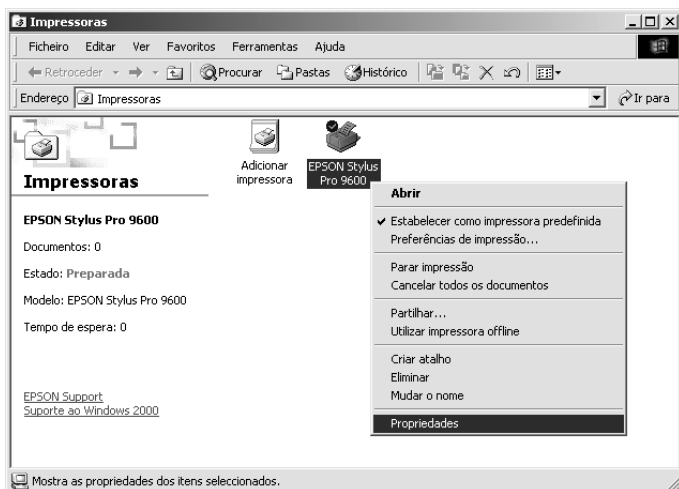 Impressoras
Ficheiro Editar Ver Favoritos Ferramentas Ajuda
Retroceder Procurar Pastas Histórico
Endereço Impressoras Ir para
Impressoras
EPSON Stylus Pro 9600
Documentos: 0
Estado: Preparada
Modelo: EPSON Stylus Pro 9600
Tempo de espera: 0
EPSON Support
Suporte ao Windows 2000
Adicionar
impressora
EPSON Stylus
Pro 9600
Abrir
Estabelecer como impressora predefinida
Preferências de impressão...
Parar impressão
Cancelar todos os documentos
Partilhar...
Utilizar impressora offline
Criar atalho
Eliminar
Mudar o nome
Propriedades
Mostra as propriedades dos itens seleccionados.